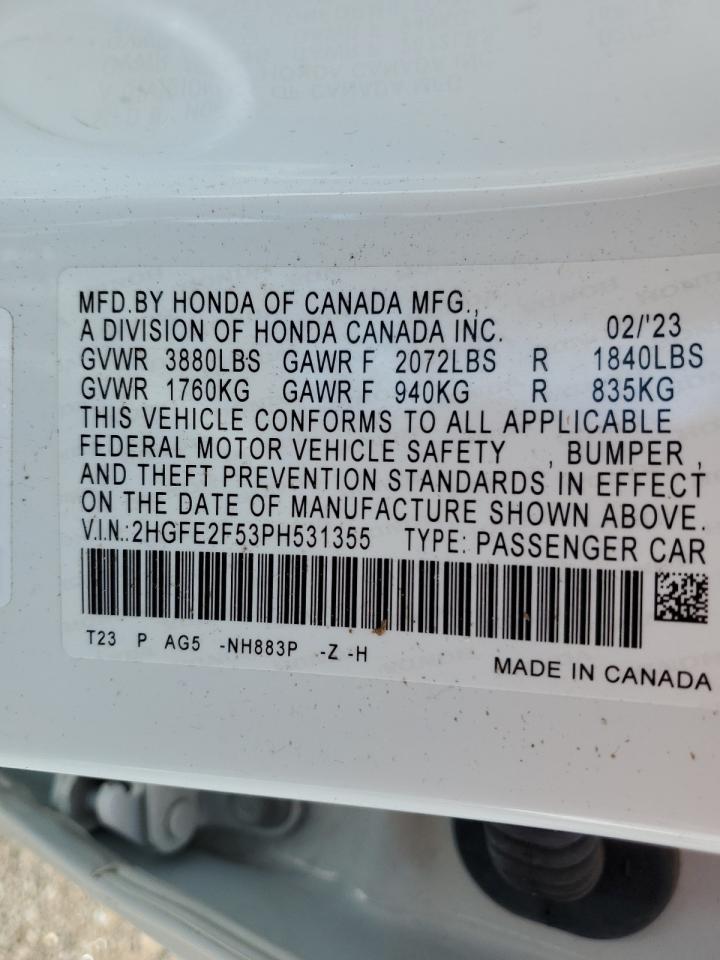 MFD.BY HONDA OF CANADA MFG.,
A DIVISION OF HONDA CANADA INC. 02/'23
GVWR 3880LBS GAWR F 2072LBS R 1840LBS
GVWR 1760KG GAWR F 940KG R 835KG
THIS VEHICLE CONFORMS TO ALL APPLICABLE
FEDERAL MOTOR VEHICLE SAFETY , BUMPER ,
AND THEFT PREVENTION STANDARDS IN EFFECT
ON THE DATE OF MANUFACTURE SHOWN ABOVE.
V.I.N.:2HGFE2F53PH531355 TYPE: PASSENGER CAR
T23 P AG5 -NH883P -Z -H
MADE IN CANADA